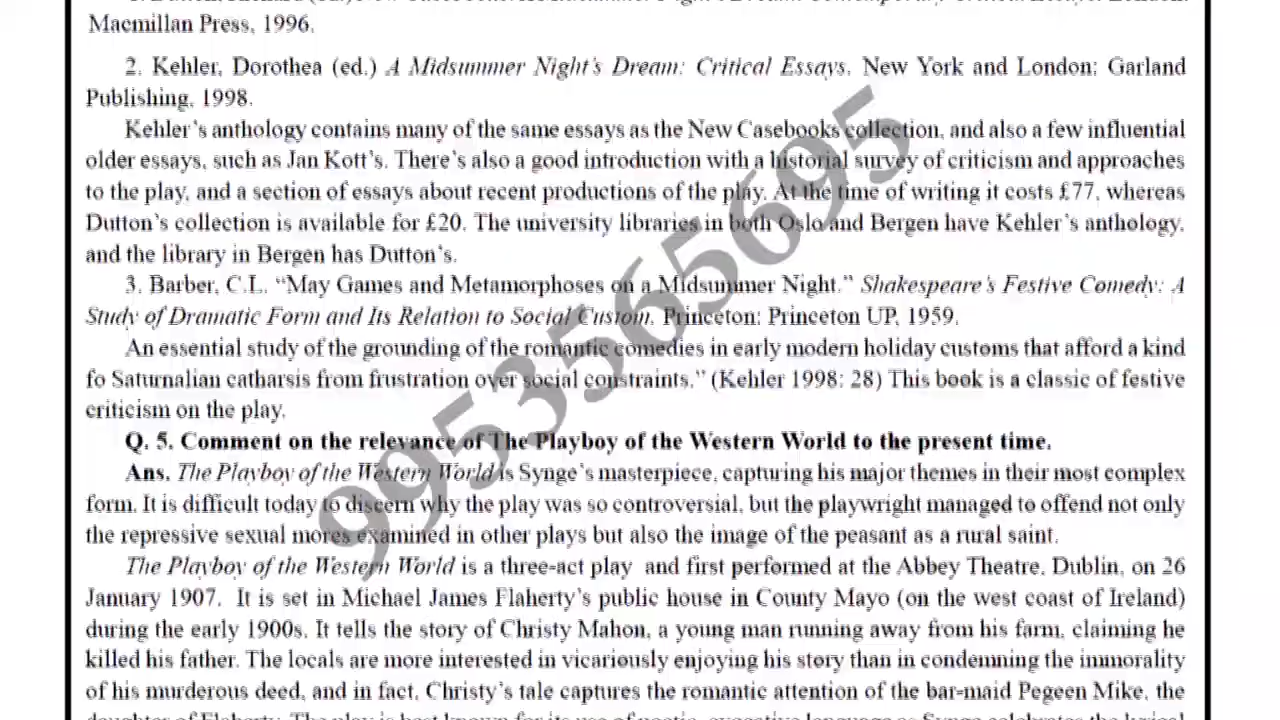 Macmillan Press, 1996.
2. Kehler, Dorothea (ed.) A Midsummer Night's Dream: Critical Essays. New York and London: Garland
Publishing, 1998.
Kehler's anthology contains many of the same essays as the New Casebooks collection, and also a few influential
older essays, such as Jan Kott's. There's also a good introduction with a historial survey of criticism and approaches
to the play, and a section of essays about recent productions of the play. At the time of writing it costs £77, whereas
Dutton's collection is available for £20. The university libraries in both Oslo and Bergen have Kehler's anthology,
and the library in Bergen has Dutton's.
3. Barber, C.L. "May Games and Metamorphoses on a Midsummer Night." Shakespeare's Festive Comedy: A
Study of Dramatic Form and Its Relation to Social Custom. Princeton: Princeton UP, 1959.
An essential study of the grounding of the romantic comedies in early modern holiday customs that afford a kind
fo Saturnalian catharsis from frustration over social constraints." (Kehler 1998: 28) This book is a classic of festive
criticism on the play.
Q. 5. Comment on the relevance of The Playboy of the Western World to the present time.
Ans. The Playboy of the Western World is Synge's masterpiece, capturing his major themes in their most complex
form. It is difficult today to discern why the play was so controversial, but the playwright managed to offend not only
the repressive sexual mores examined in other plays but also the image of the peasant as a rural saint.
The Playboy of the Western World is a three-act play and first performed at the Abbey Theatre, Dublin, on 26
January 1907. It is set in Michael James Flaherty's public house in County Mayo (on the west coast of Ireland)
during the early 1900s. It tells the story of Christy Mahon, a young man running away from his farm, claiming he
killed his father. The locals are more interested in vicariously enjoying his story than in condemning the immorality
of his murderous deed, and in fact, Christy's tale captures the romantic attention of the bar-maid Pegeen Mike, the
9953565695